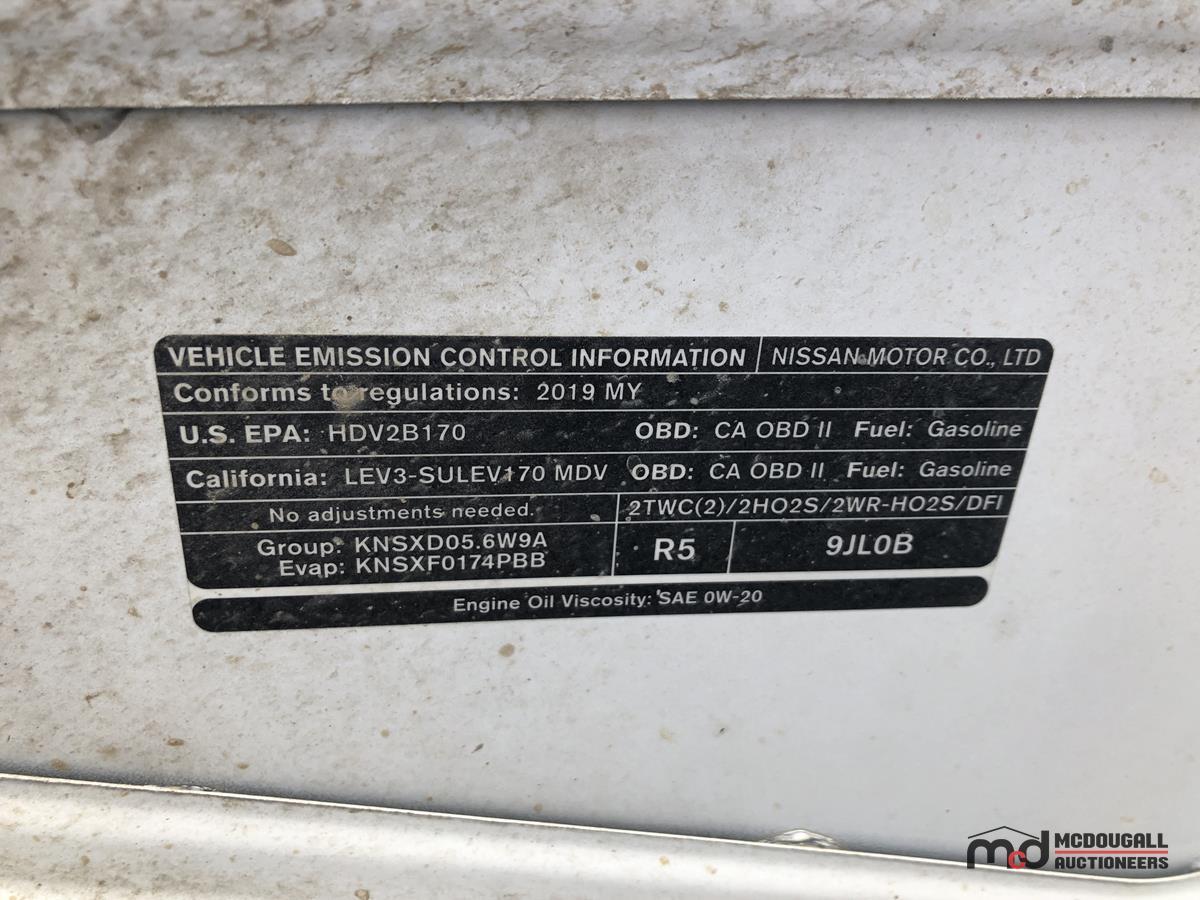 VEHICLE EMISSION CONTROL INFORMATION NISSAN MOTOR CO., LTD
Conforms to regulations: 2019 MY
U.S. EPA: HDV2B170 OBD: CA OBD II Fuel: Gasoline
California: LEV3-SULEV170 MDV OBD: CA OBD II Fuel: Gasoline
No adjustments needed. 2TWC(2)/2HO2S/2WR-HO2S/DFI
Group: KNSXD05.6W9A
Evap: KNSXF0174PBB
R5 9JL0B
Engine Oil Viscosity: SAE 0W-20
mcd MCDOUGALL
AUCTIONEERS